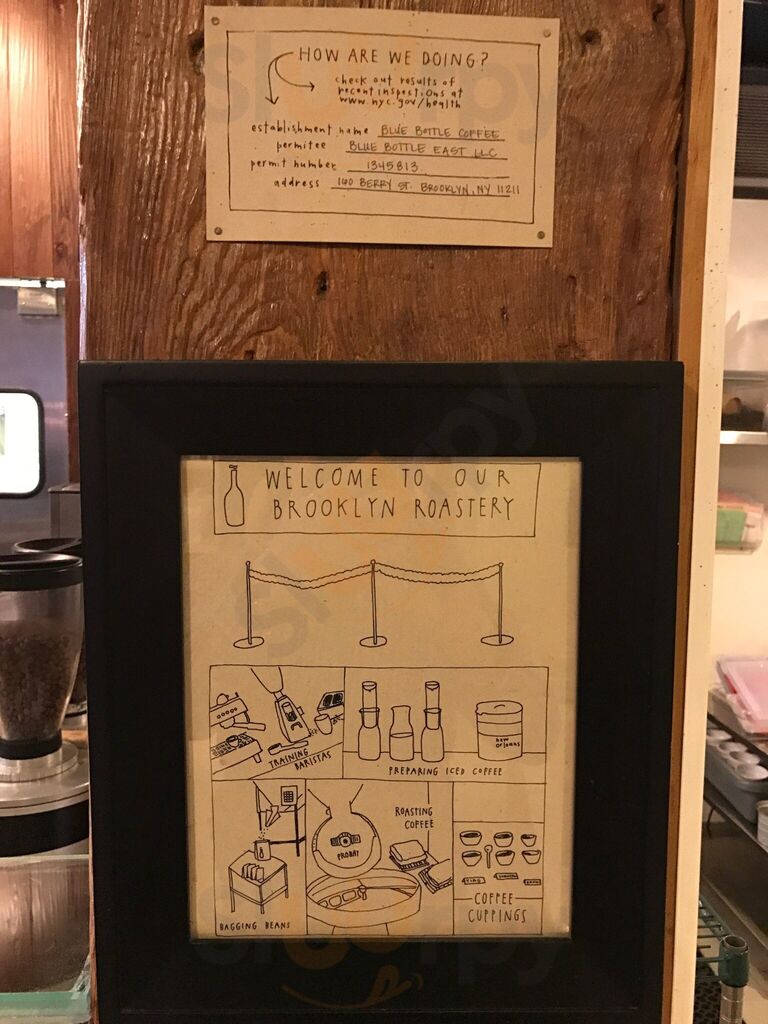 HOW ARE WE DOING?
check out results of
recent inspections at
www.nyc.gov/health
establishment name BLUE BOTTLE COFFEE
permitee BLUE BOTTLE EAST LLC
permit number 1345813
address 160 BERRY ST. BROOKLYN, NY 11211
WELCOME TO OUR
BROOKLYN ROASTERY
TRAINING
BARISTAS
new
orleans
PREPARING ICED COFFEE
BAGGING BEANS
PROBAT
ROASTING
COFFEE
COFFEE
CUPPINGS